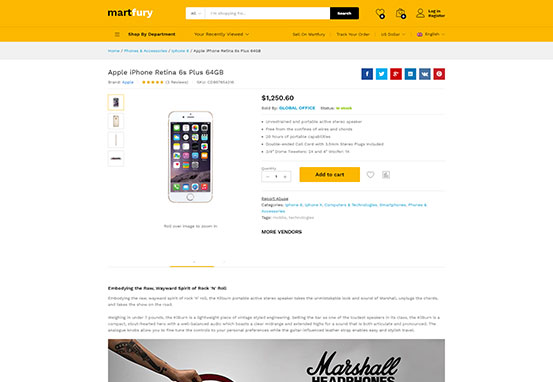 martfury
All
I'm shopping for...
Search
0
0
Log in
Register
Shop By Department
Your Recently Viewed
Sell On Martfury
Track Your Order
US Dollar
English
Home / Phones & Accessories / Iphone 6 / Apple iPhone Retina 6s Plus 64GB
Apple iPhone Retina 6s Plus 64GB
Brand: Apple
(3 Reviews)
$1,250.60
Sold By: GLOBAL OFFICE
Status: In stock
Unrestrained and portable active stereo speaker
Free from the confines of wires and chords
20 hours of portable capabilities
Double-ended Coil Cord with 3.5mm Stereo Plugs Included
3/4" Dome Tweeters: 2X and 4" Woofer: 1X
Quantity
- 1 +
Add to cart
Roll over image to zoom in
Report Abuse
Categories: Iphone 6, Iphone X, Computers & Technologies, Smartphones, Phones &
Accessories
Tags: technologies
MORE VENDORS
Embodying the Raw, Wayward Spirit of Rock 'N' Roll
Embodying the raw, wayward spirit of rock 'n' roll, the Kilburn portable active stereo speaker takes the unmistakable look and sound of Marshall, unplugs the chords,
and takes the show on the road.
Weighing in under 7 pounds, the Kilburn is a lightweight piece of vintage styled engineering. Setting the bar as one of the loudest speakers in its class, the Kilburn is a
compact, stout-hearted hero with a well-balanced audio which boasts a clear midrange and extended highs for a sound that is both articulate and pronounced. The
analogue knobs allow you to fine tune the controls to your personal preferences while the guitar-influenced leather strap enables easy and stylish travel.
Marshall
HEADPHONES